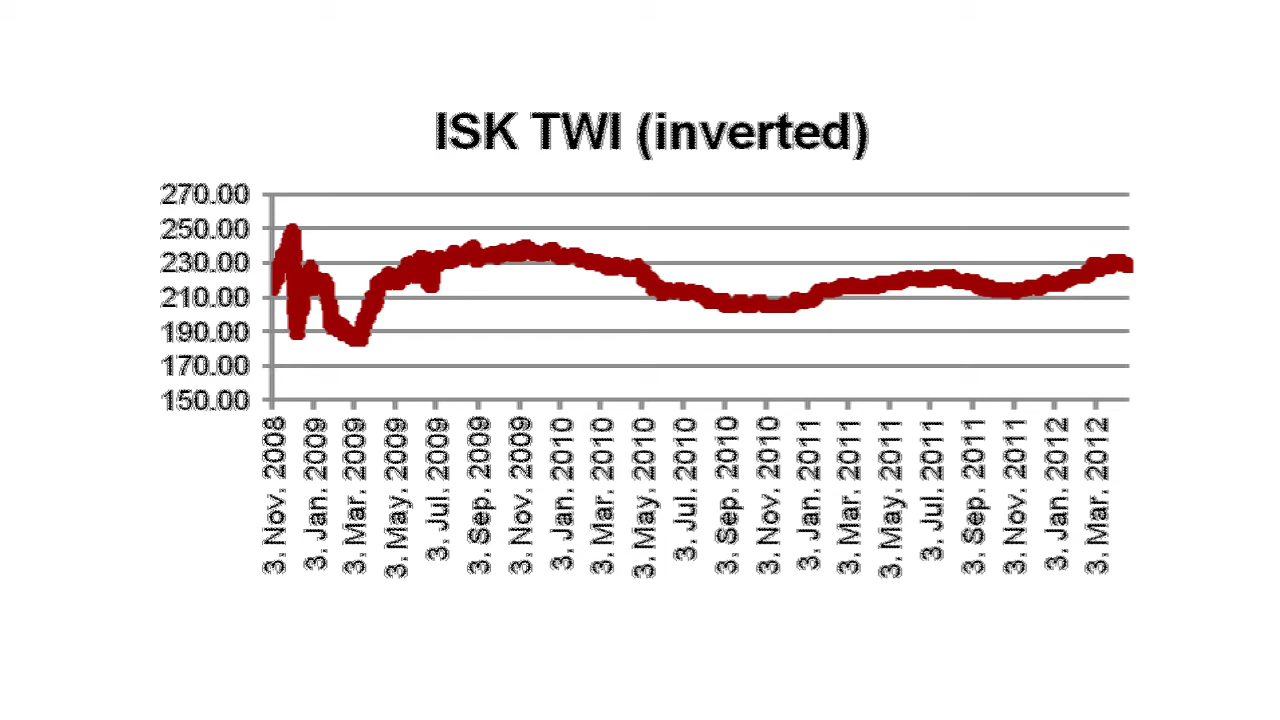 ISK TWI (inverted)
270.00
250.00
230.00
210.00
190.00
170.00
150.00
3. Nov. 2008
3. Jan. 2009
3. Mar. 2009
3. May. 2009
3. Jul. 2009
3. Sep. 2009
3. Nov. 2009
3. Jan. 2010
3. Mar. 2010
3. May. 2010
3. Jul. 2010
3. Sep. 2010
3. Nov. 2010
3. Jan. 2011
3. Mar. 2011
3. May. 2011
3. Jul. 2011
3. Sep. 2011
3. Nov. 2011
3. Jan. 2012
3. Mar. 2012